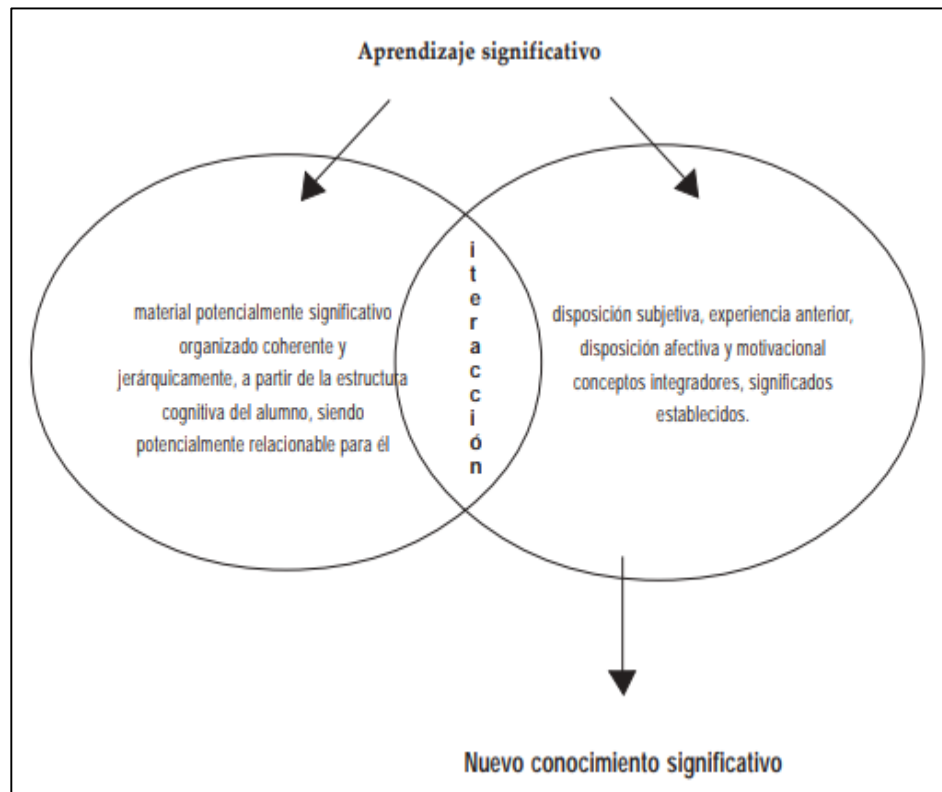 Aprendizaje significativo
material potencialmente significativo
organizado coherente y
jerárquicamente, a partir de la estructura
cognitiva del alumno, siendo
potencialmente relacionable para él
iteracción
disposición subjetiva, experiencia anterior,
disposición afectiva y motivacional
conceptos integradores, significados
establecidos.
Nuevo conocimiento significativo